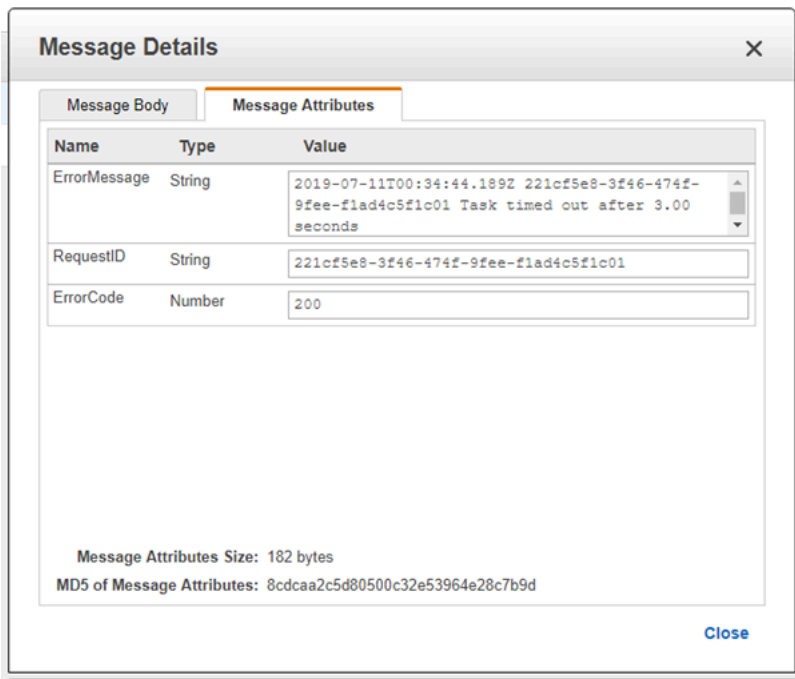 Message Details
Message Body Message Attributes
Name Type Value
ErrorMessage String 2019-07-11T00:34:44.189Z 221cf5e8-3f46-474f-
9fee-f1ad4c5f1c01 Task timed out after 3.00
seconds
RequestID String 221cf5e8-3f46-474f-9fee-f1ad4c5f1c01
ErrorCode Number 200
Message Attributes Size: 182 bytes
MD5 of Message Attributes: 8cdcaa2c5d80500c32e53964e28c7b9d
Close